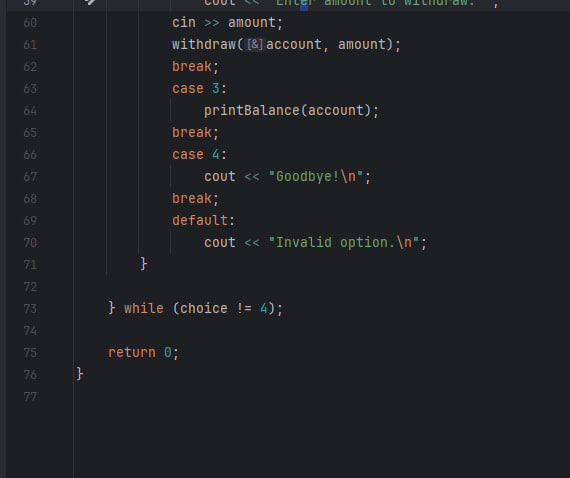 59 cout << "Enter amount to withdraw: ";
60 cin >> amount;
61 withdraw([&]account, amount);
62 break;
63 case 3:
64 printBalance(account);
65 break;
66 case 4:
67 cout << "Goodbye!\n";
68 break;
69 default:
70 cout << "Invalid option.\n";
71 }
72
73 } while (choice != 4);
74
75 return 0;
76 }
77